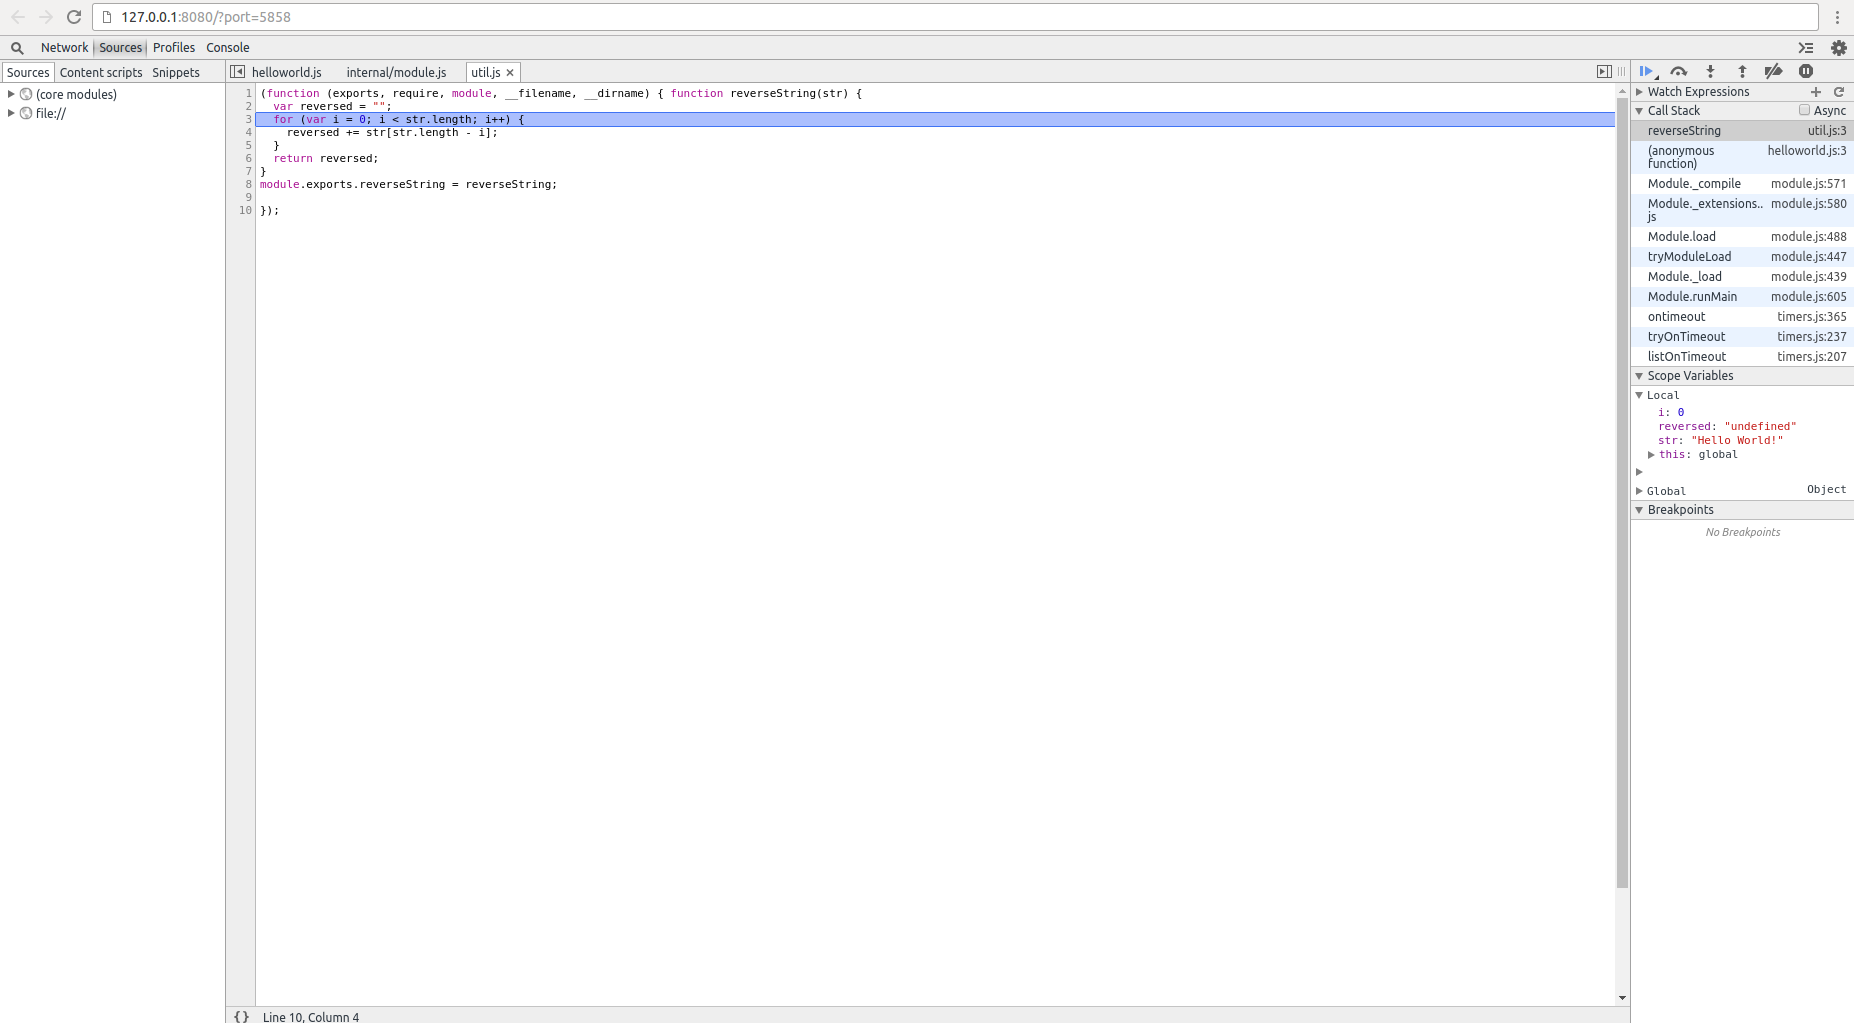 127.0.0.1:8080/?port=5858
Network Sources Profiles Console
Sources Content scripts Snippets
(core modules)
file://
helloworld.js internal/module.js util.js ×
1 (function (exports, require, module, __filename, __dirname) { function reverseString(str) {
2   var reversed = "";
3   for (var i = 0; i < str.length; i++) {
4     reversed += str[str.length - i];
5   }
6   return reversed;
7 }
8 module.exports.reverseString = reverseString;
9
10 });
{} Line 10, Column 4
Watch Expressions
Call Stack Async
reverseString util.js:3
(anonymous helloworld.js:3
function)
Module._compile module.js:571
Module._extensions.. module.js:580
js
Module.load module.js:488
tryModuleLoad module.js:447
Module._load module.js:439
Module.runMain module.js:605
ontimeout timers.js:365
tryOnTimeout timers.js:237
listOnTimeout timers.js:207
Scope Variables
Local
i: 0
reversed: "undefined"
str: "Hello World!"
this: global
Global Object
Breakpoints
No Breakpoints